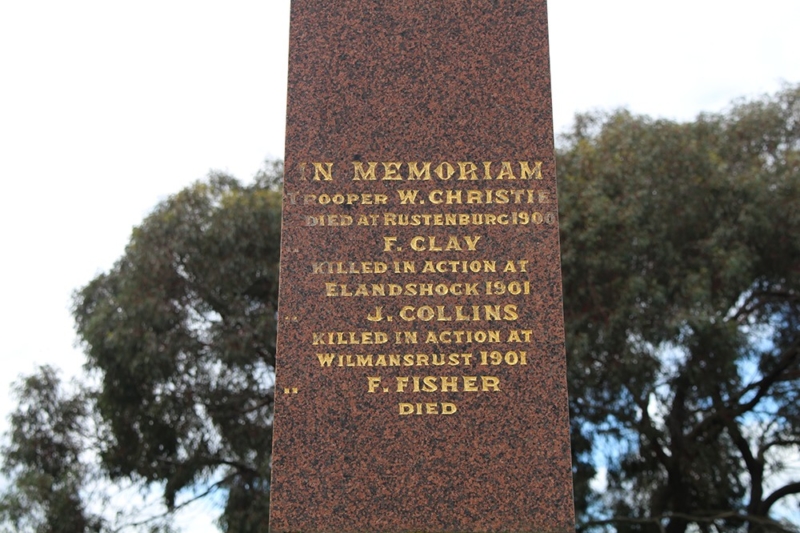 IN MEMORIAM
TROOPER W. CHRISTIE
DIED AT RUSTENBURG 1900
F. CLAY
KILLED IN ACTION AT
ELANDSHOCK 1901
" J. COLLINS
KILLED IN ACTION AT
WILMANSRUST 1901
" F. FISHER
DIED